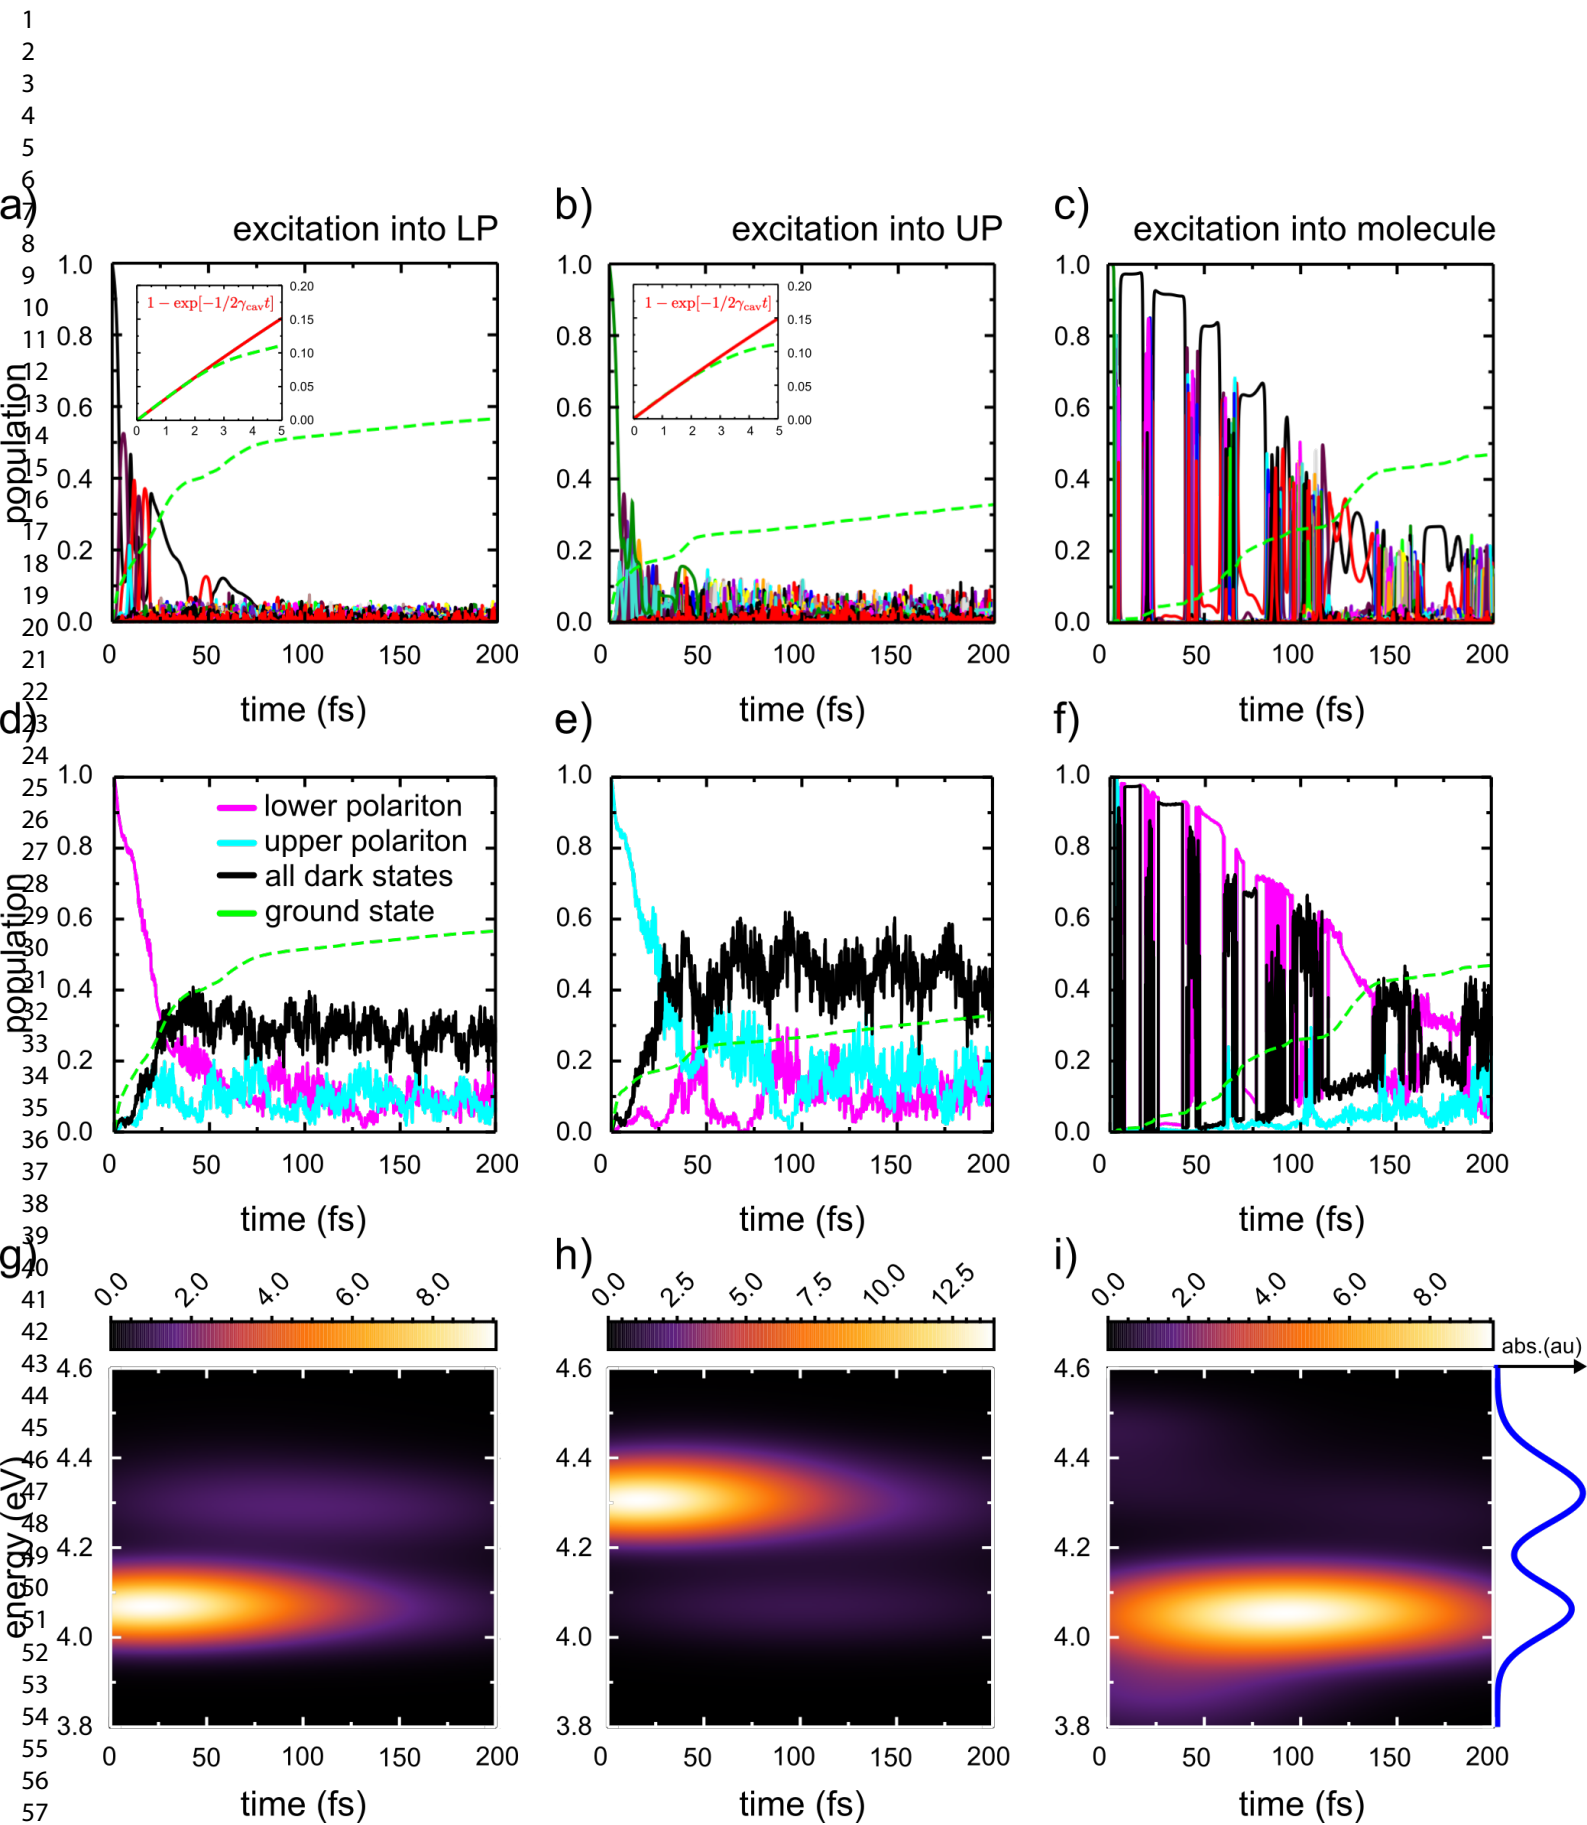 1
2
3
4
5
6
7
8
9
10
11
12
13
14
15
16
17
18
19
20
21
22
23
24
25
26
27
28
29
30
31
32
33
34
35
36
37
38
39
40
41
42
43
44
45
46
47
48
49
50
51
52
53
54
55
56
57
a)
excitation into LP
population
1.0
0.8
0.6
0.4
0.2
0.0
0 50 100 150 200
time (fs)
1 − exp[−1/2γcavt]
0.20
0.15
0.10
0.05
0.00
0 1 2 3 4 5
b)
excitation into UP
1.0
0.8
0.6
0.4
0.2
0.0
0 50 100 150 200
time (fs)
1 − exp[−1/2γcavt]
0.20
0.15
0.10
0.05
0.00
0 1 2 3 4 5
c)
excitation into molecule
1.0
0.8
0.6
0.4
0.2
0.0
0 50 100 150 200
time (fs)
d)
population
1.0
0.8
0.6
0.4
0.2
0.0
lower polariton
upper polariton
all dark states
ground state
0 50 100 150 200
time (fs)
e)
1.0
0.8
0.6
0.4
0.2
0.0
0 50 100 150 200
time (fs)
f)
1.0
0.8
0.6
0.4
0.2
0.0
0 50 100 150 200
time (fs)
g)
0.0 2.0 4.0 6.0 8.0
energy (eV)
4.6
4.4
4.2
4.0
3.8
0 50 100 150 200
time (fs)
h)
0.0 2.5 5.0 7.5 10.0 12.5
4.6
4.4
4.2
4.0
3.8
0 50 100 150 200
time (fs)
i)
0.0 2.0 4.0 6.0 8.0
abs.(au)
4.6
4.4
4.2
4.0
3.8
0 50 100 150 200
time (fs)